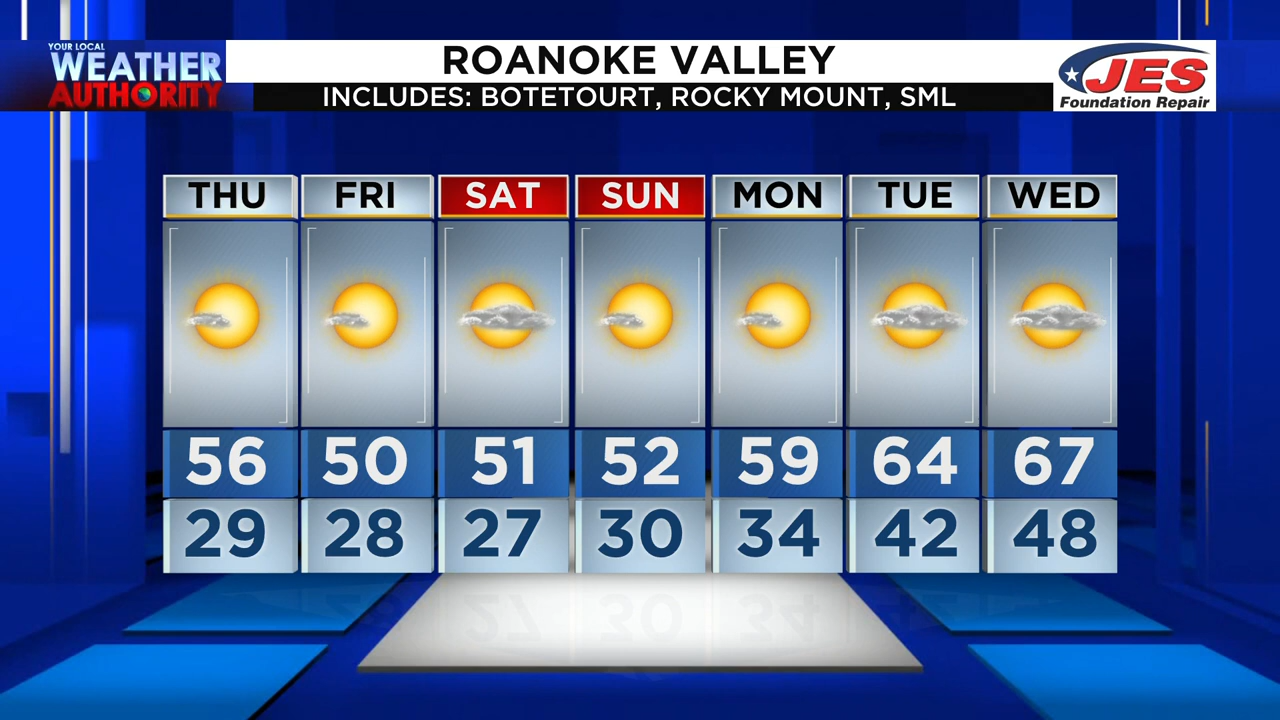 YOUR LOCAL
WEATHER
AUTHORITY
ROANOKE VALLEY
INCLUDES: BOTETOURT, ROCKY MOUNT, SML
JES
Foundation Repair
THU FRI SAT SUN MON TUE WED
56 50 51 52 59 64 67
29 28 27 30 34 42 48